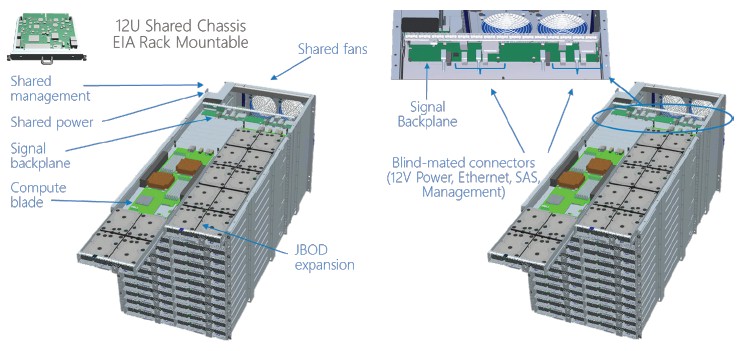 12U Shared Chassis
EIA Rack Mountable
Shared fans
Shared
management
Shared power
Signal
backplane
Compute
blade
JBOD
expansion
Signal
Backplane
Blind-mated connectors
(12V Power, Ethernet, SAS,
Management)